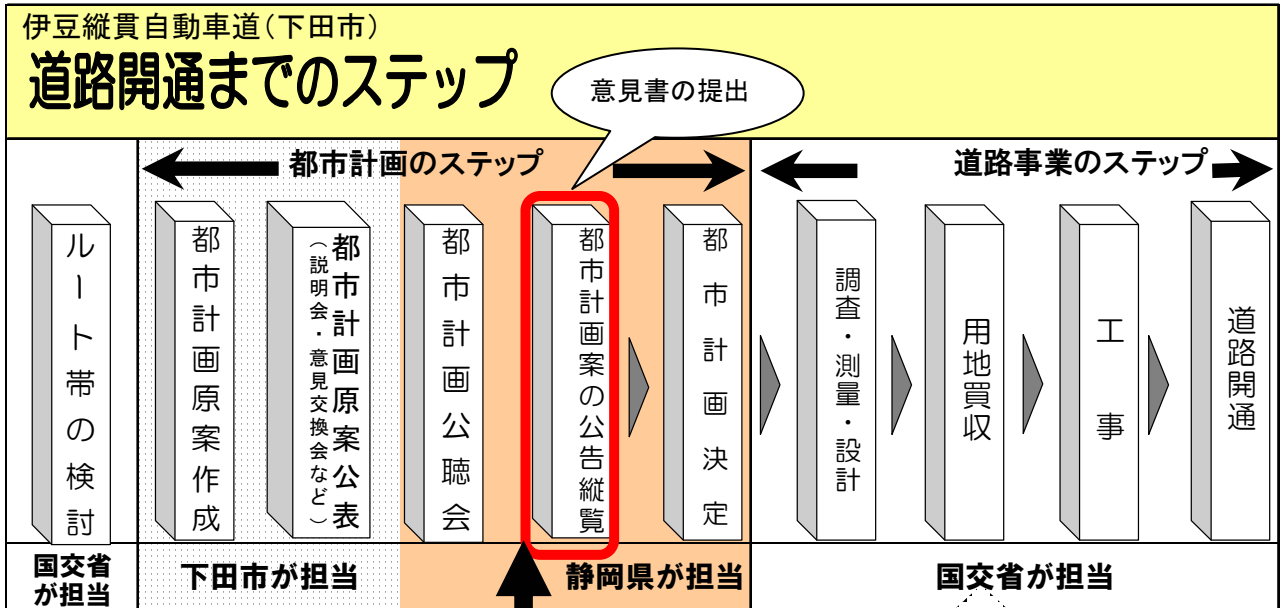 伊豆縦貫自動車道(下田市)
道路開通までのステップ
意見書の提出
都市計画のステップ
道路事業のステップ
ルート帯の検討
都市計画原案作成
都市計画原案公表
(説明会・意見交換会など)
都市計画公聴会
都市計画案の公告縦覧
都市計画決定
調査・測量・設計
用地買収
工事
道路開通
国交省
が担当
下田市が担当
静岡県が担当
国交省が担当